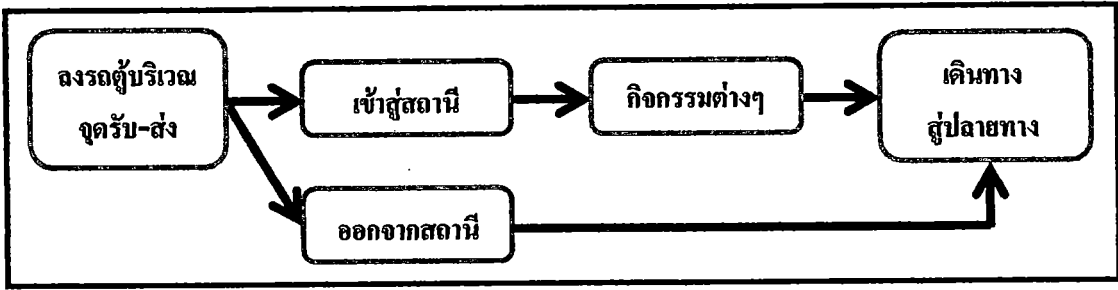 ลงรถตู้บริเวณ
จุดรับ-ส่ง
เข้าสู่สถานี
กิจกรรมต่างๆ
เดินทาง
สู่ปลายทาง
ออกจากสถานี